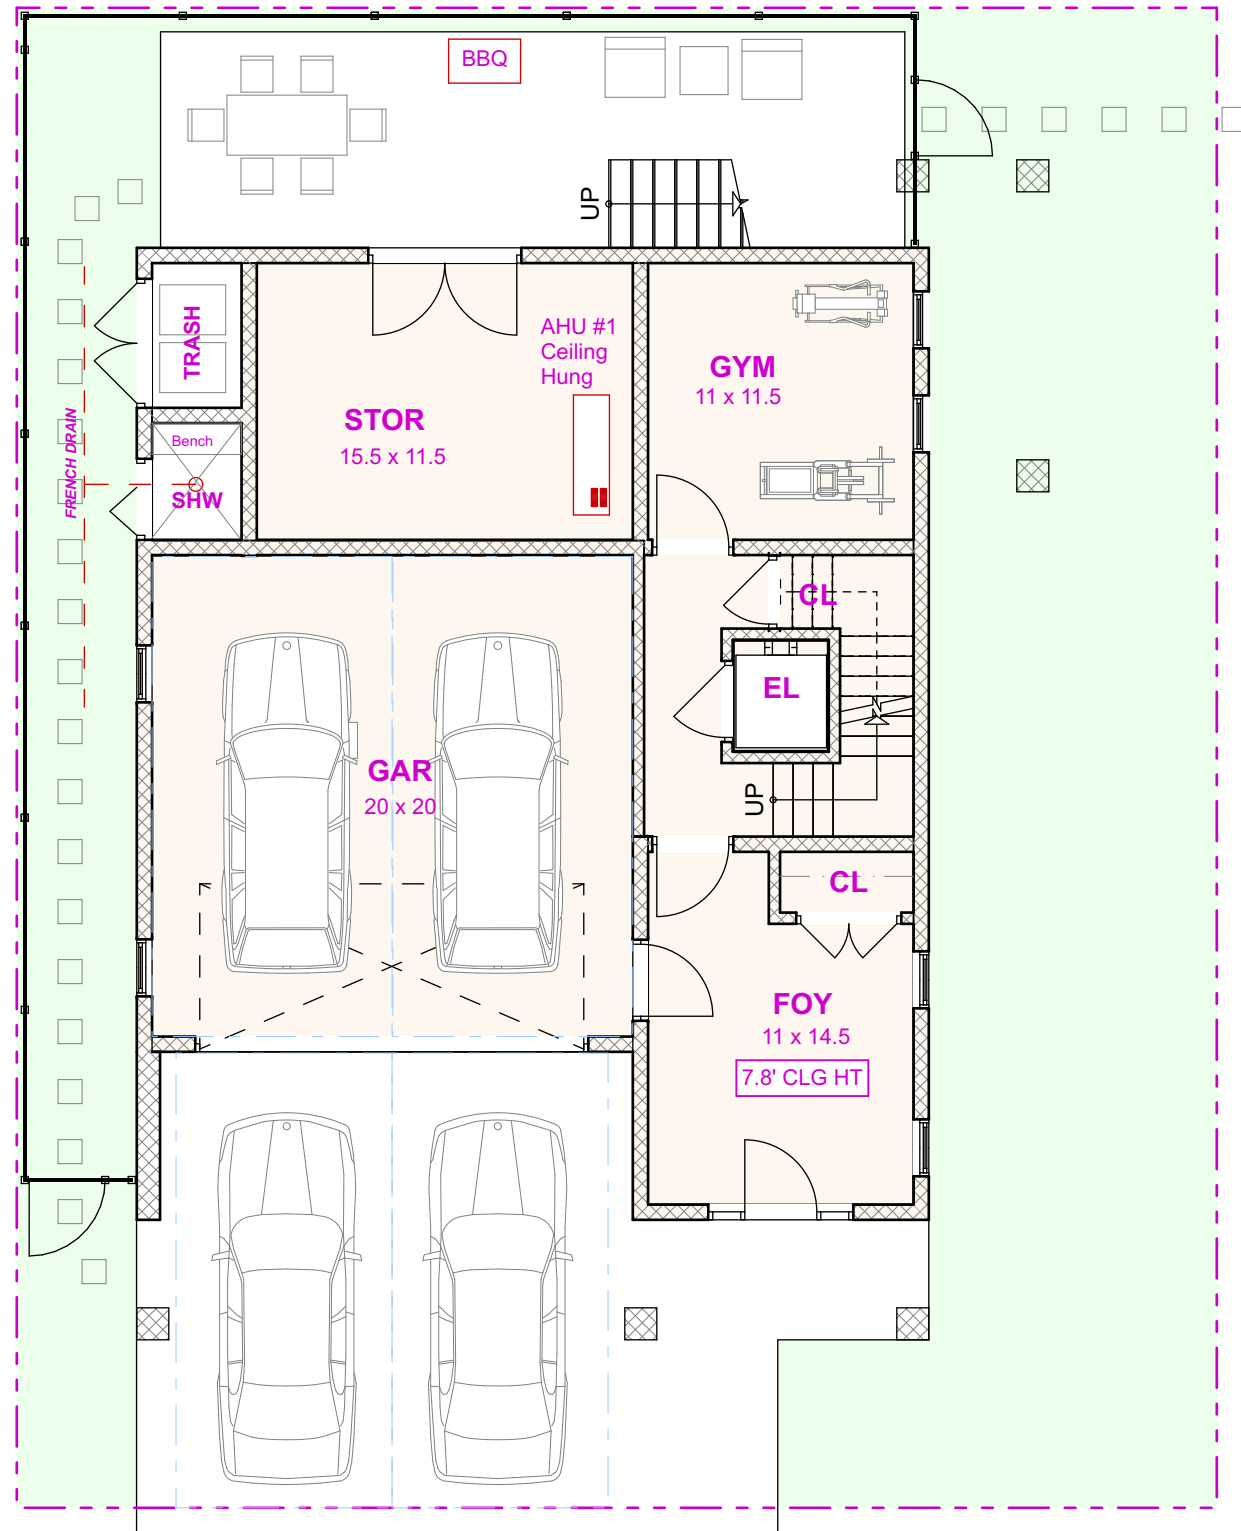 BBQ
UP
TRASH
AHU #1
Ceiling
Hung
GYM
11 x 11.5
STOR
15.5 x 11.5
Bench
SHW
FRENCH DRAIN
CL
EL
GAR
20 x 20
UP
CL
FOY
11 x 14.5
7.8' CLG HT